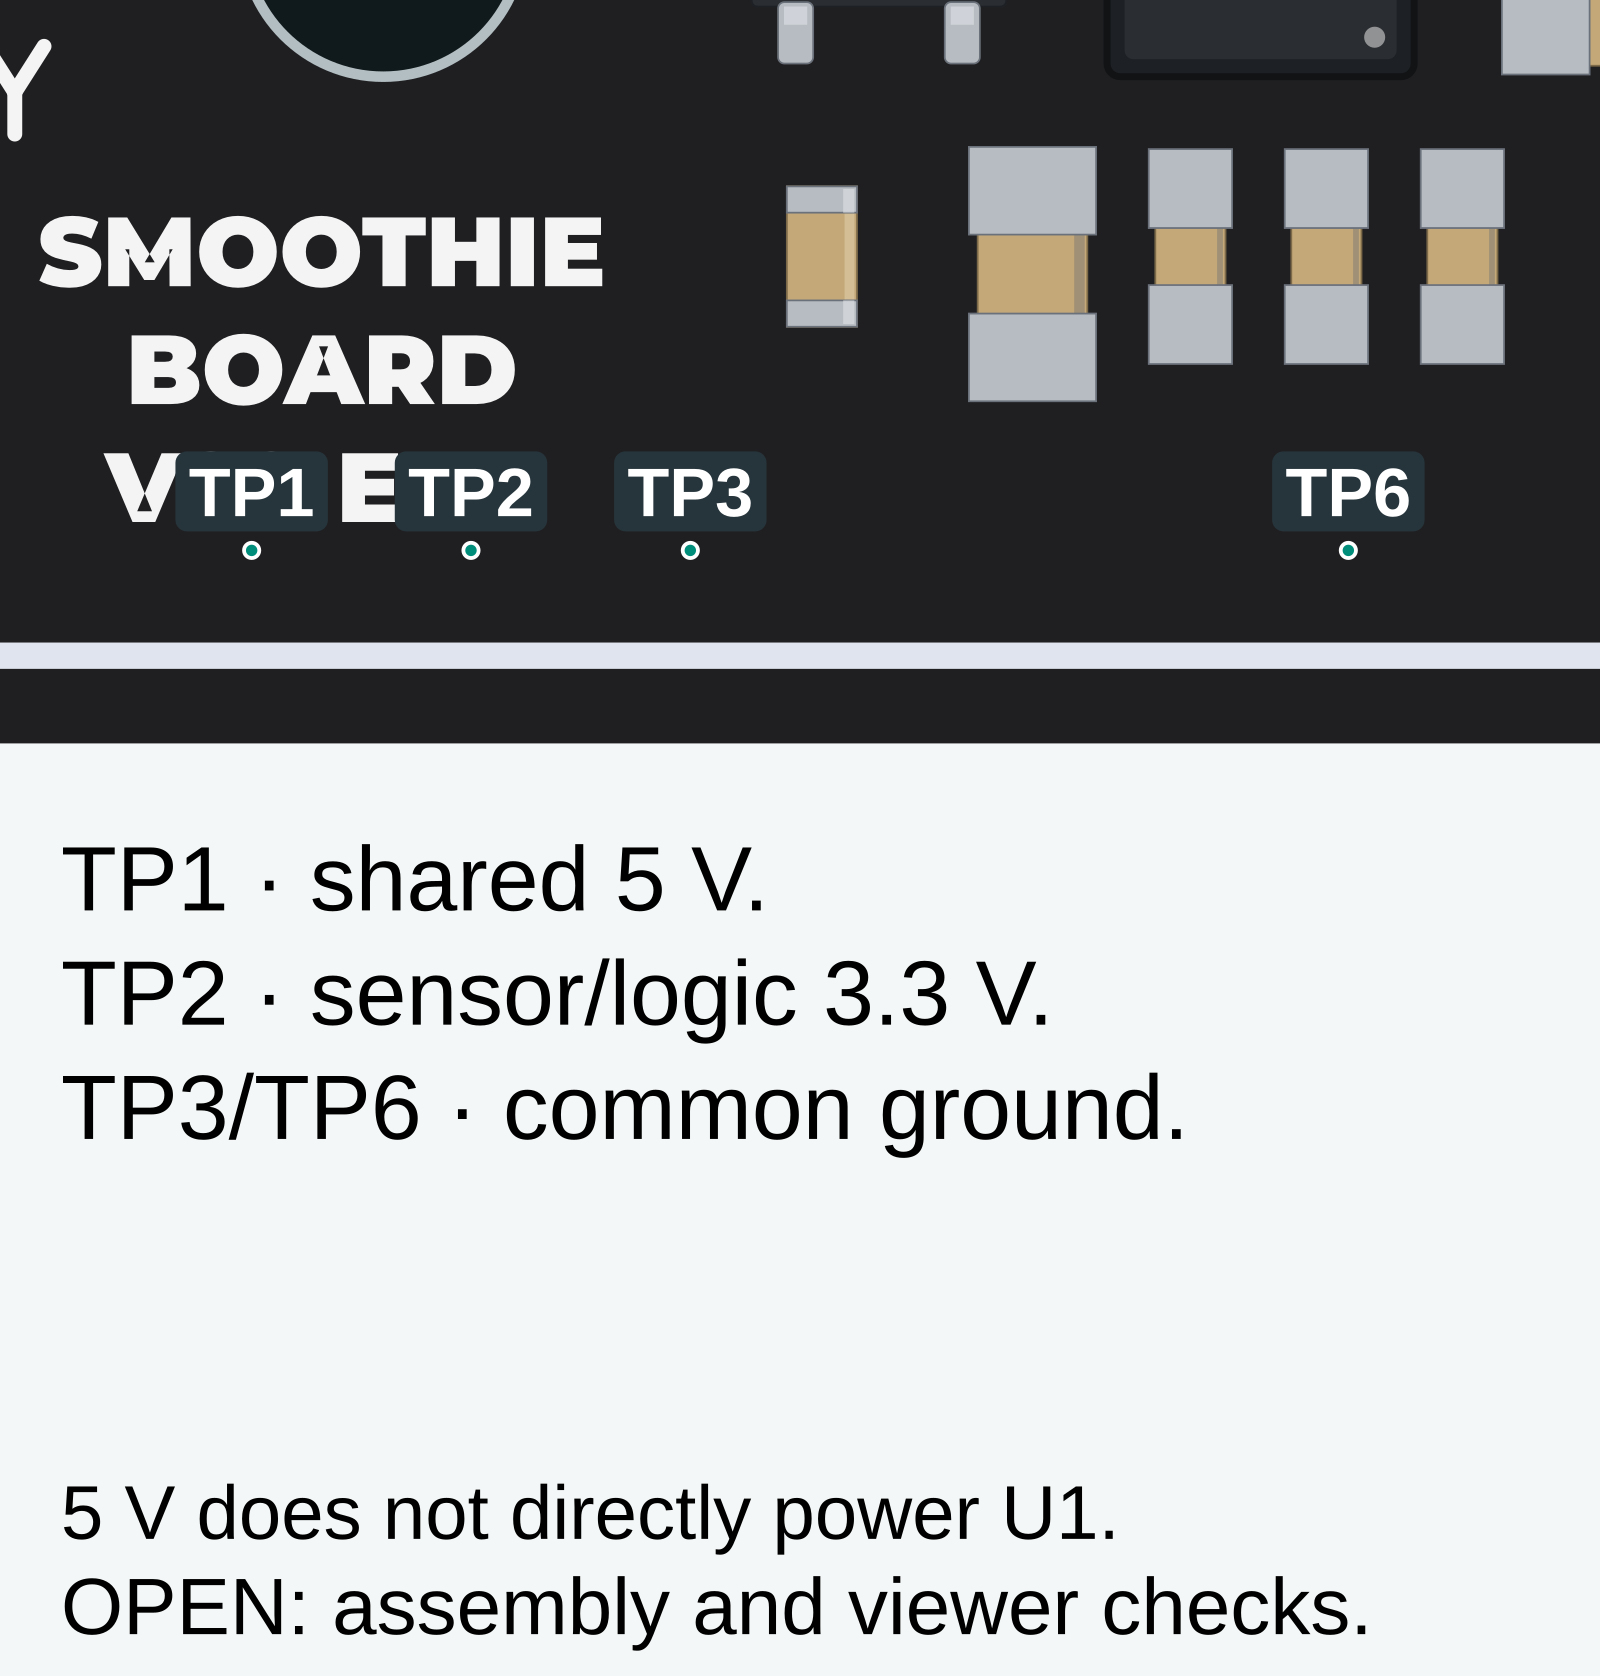 Y
SMOOTHIE
BOARD
TP1 TP2 TP3 TP6
TP1 · shared 5 V.
TP2 · sensor/logic 3.3 V.
TP3/TP6 · common ground.
5 V does not directly power U1.
OPEN: assembly and viewer checks.